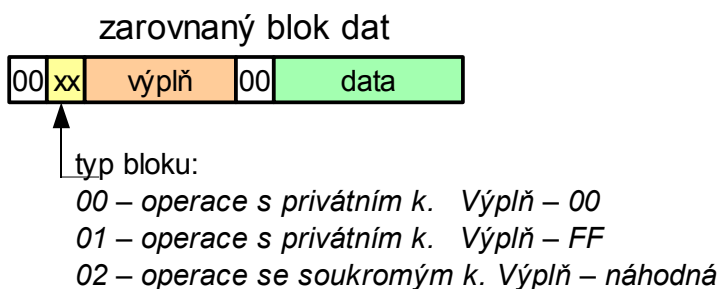 zarovnaný blok dat
00 xx výplň 00 data
typ bloku:
00 – operace s privátním k. Výplň – 00
01 – operace s privátním k. Výplň – FF
02 – operace se soukromým k. Výplň – náhodná